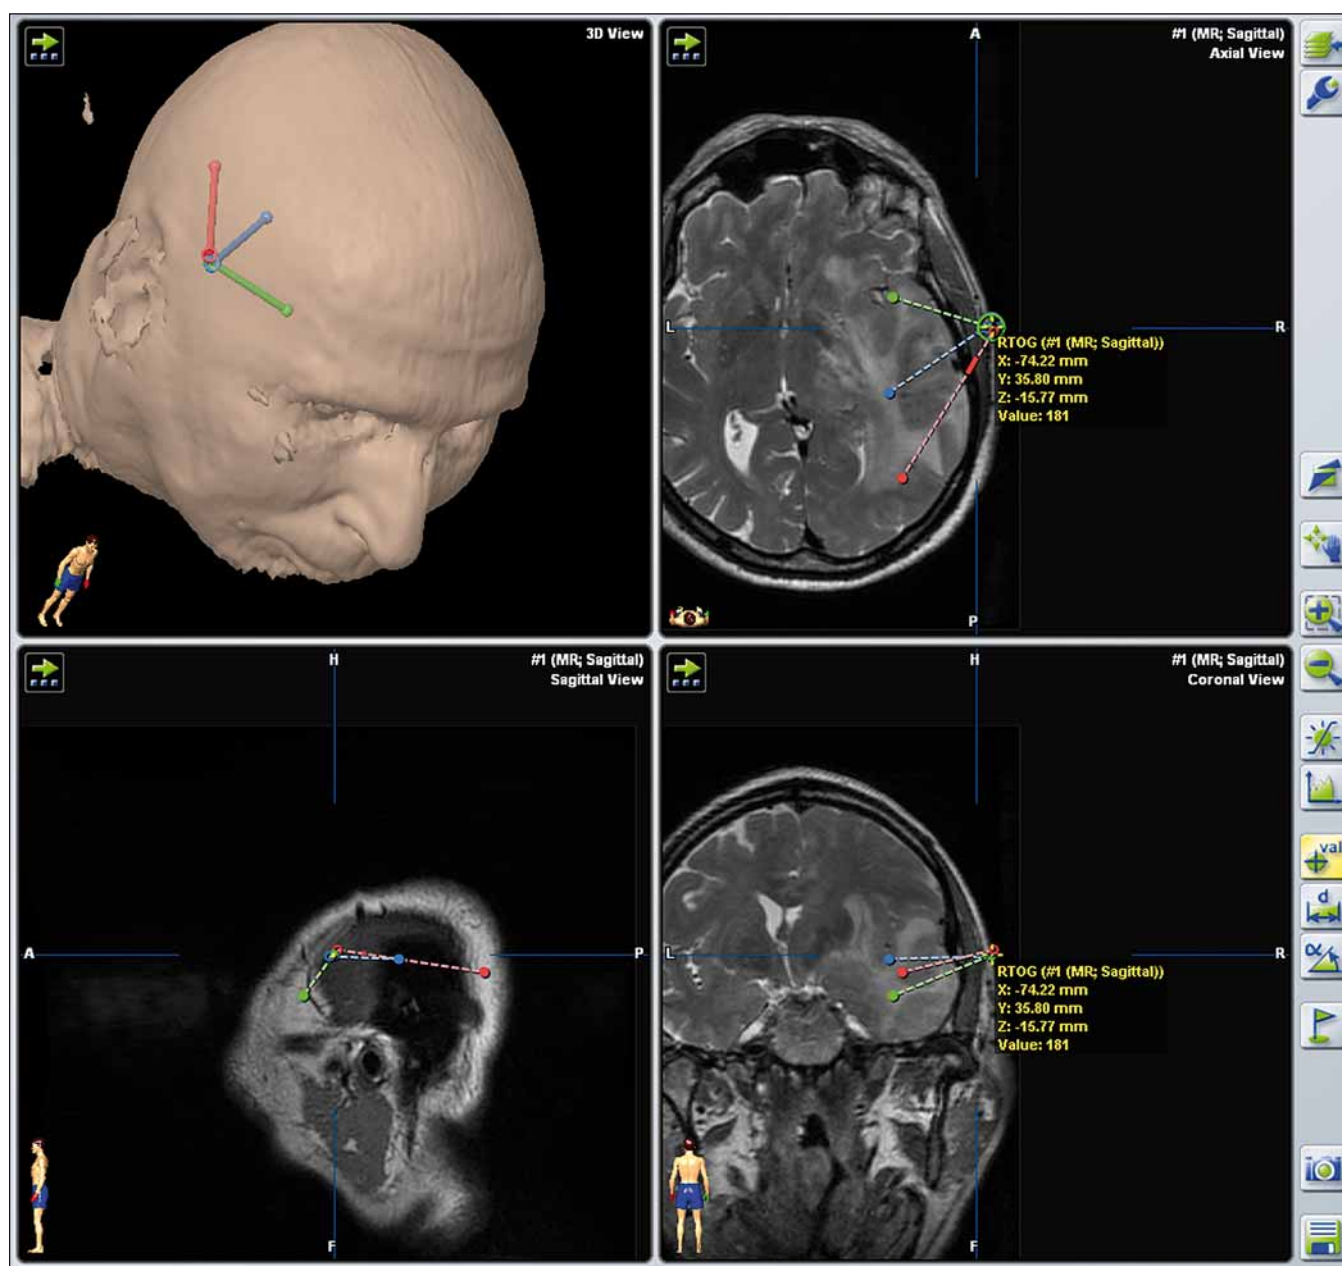 3D View
#1 (MR; Sagittal)
Axial View
A
L
R
P
RTOG (#1 (MR; Sagittal))
X: -74.22 mm
Y: 35.80 mm
Z: -15.77 mm
Value: 181
#1 (MR; Sagittal)
Sagittal View
H
A
P
F
#1 (MR; Sagittal)
Coronal View
H
L
R
F
RTOG (#1 (MR; Sagittal))
X: -74.22 mm
Y: 35.80 mm
Z: -15.77 mm
Value: 181
val
d
α